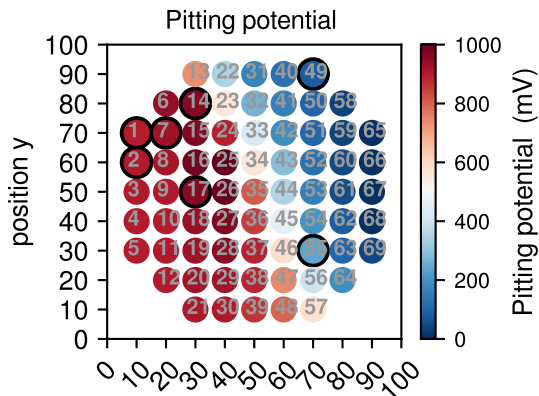 Pitting potential
100
90
80
70
60
50
40
30
20
10
0
position y
13 22 31 40 49
6 14 23 32 41 50 58
1 7 15 24 33 42 51 59 65
2 8 16 25 34 43 52 60 66
3 9 17 26 35 44 53 61 67
4 10 18 27 36 45 54 62 68
5 11 19 28 37 46 55 63 69
12 20 29 38 47 56 64
21 30 39 48 57
0 10 20 30 40 50 60 70 80 90 100
1000
800
600
400
200
0
Pitting potential (mV)